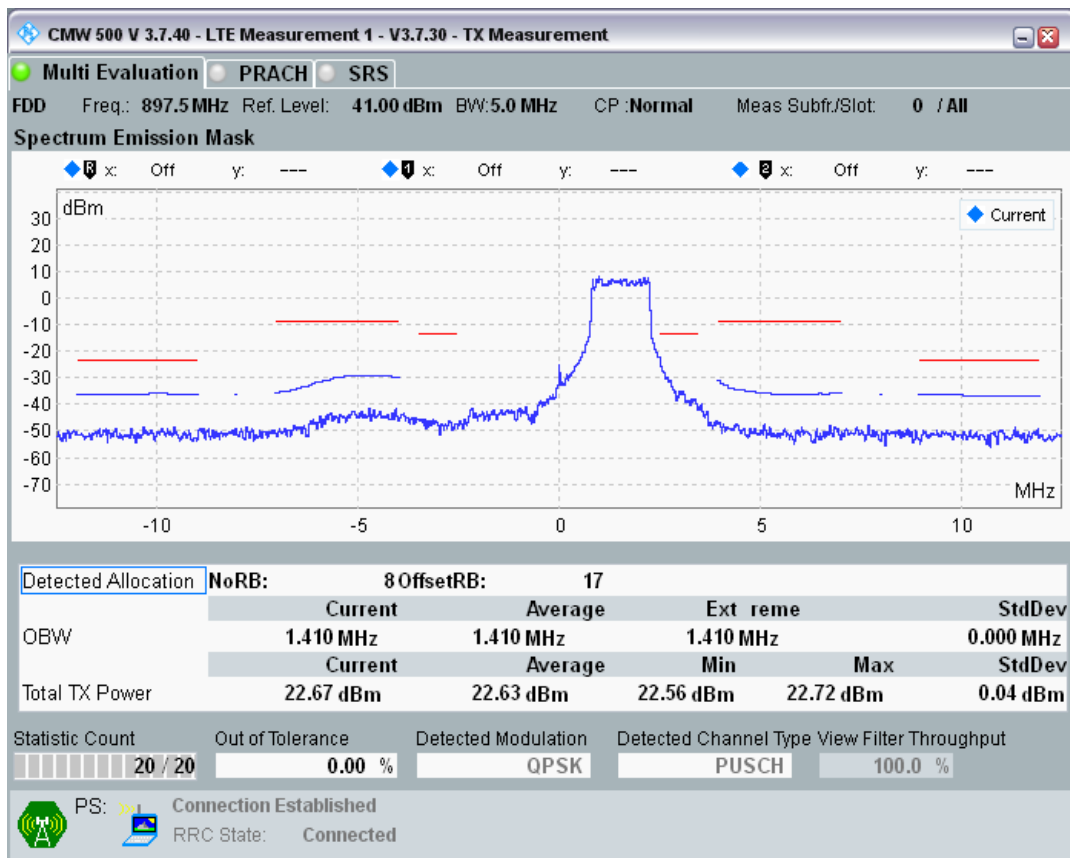 CMW 500 V 3.7.40 - LTE Measurement 1 - V3.7.30 - TX Measurement
Multi Evaluation PRACH SRS
FDD Freq.: 897.5 MHz Ref. Level: 41.00 dBm BW: 5.0 MHz CP :Normal Meas Subfr./Slot: 0 / All
Spectrum Emission Mask
R x: Off y: --- 1 x: Off y: --- 2 x: Off y: ---
dBm
Current
30
20
10
0
-10
-20
-30
-40
-50
-60
-70
MHz
-10 -5 0 5 10
Detected Allocation NoRB: 8 OffsetRB: 17
Current Average Ext reme StdDev
OBW 1.410 MHz 1.410 MHz 1.410 MHz 0.000 MHz
Current Average Min Max StdDev
Total TX Power 22.67 dBm 22.63 dBm 22.56 dBm 22.72 dBm 0.04 dBm
Statistic Count Out of Tolerance Detected Modulation Detected Channel Type View Filter Throughput
20 / 20 0.00 % QPSK PUSCH 100.0 %
PS: Connection Established
RRC State: Connected